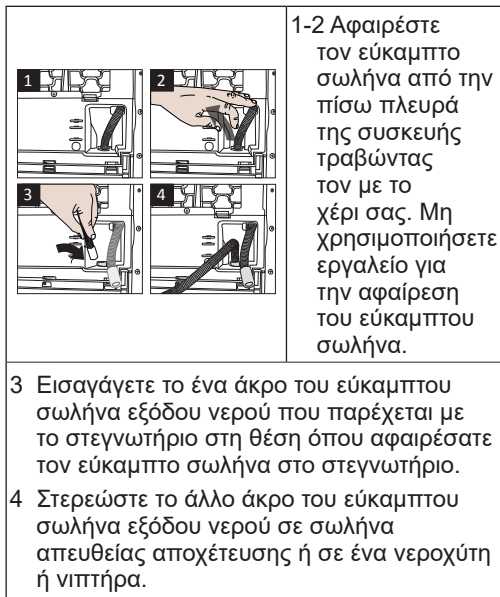 1
2
3
4
1-2 Αφαιρέστε
τον εύκαμπτο
σωλήνα από την
πίσω πλευρά
της συσκευής
τραβώντας
τον με το
χέρι σας. Μη
χρησιμοποιήσετε
εργαλείο για
την αφαίρεση
του εύκαμπτου
σωλήνα.
3 Εισαγάγετε το ένα άκρο του εύκαμπτου
σωλήνα εξόδου νερού που παρέχεται με
το στεγνωτήριο στη θέση όπου αφαιρέσατε
τον εύκαμπτο σωλήνα στο στεγνωτήριο.
4 Στερεώστε το άλλο άκρο του εύκαμπτου
σωλήνα εξόδου νερού σε σωλήνα
απευθείας αποχέτευσης ή σε ένα νεροχύτη
ή νιπτήρα.